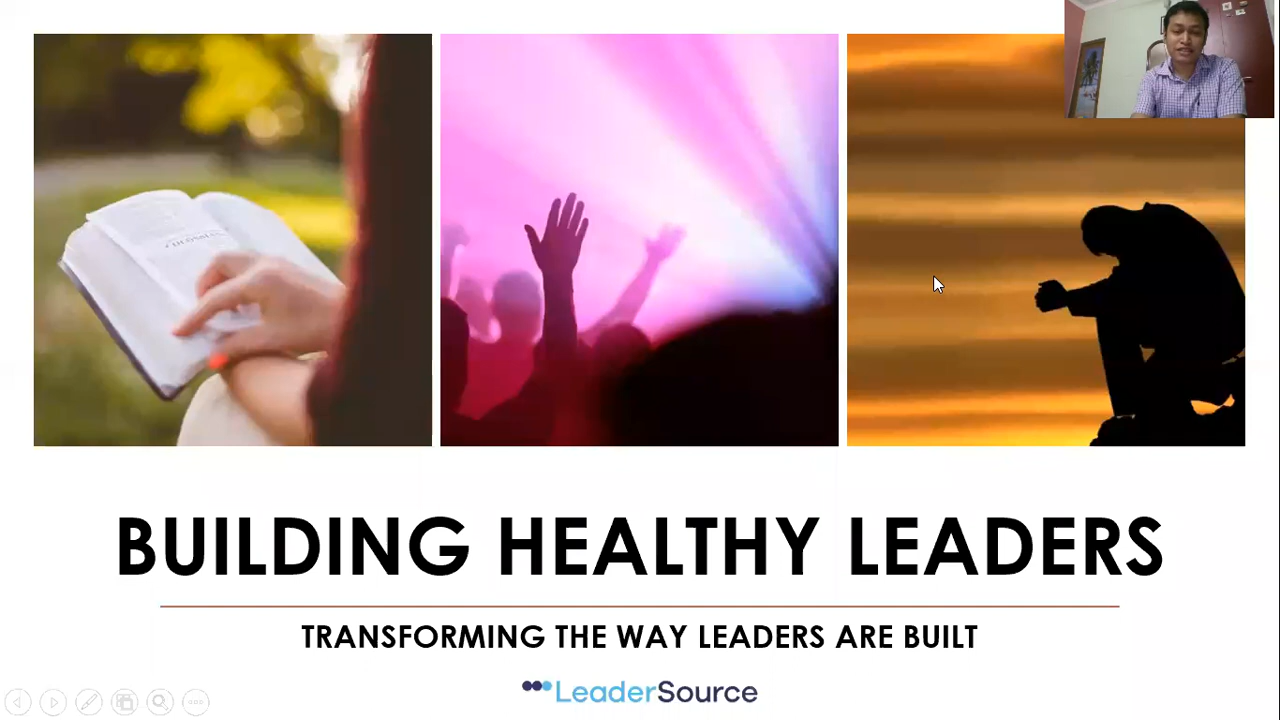 BUILDING HEALTHY LEADERS
TRANSFORMING THE WAY LEADERS ARE BUILT
LeaderSource